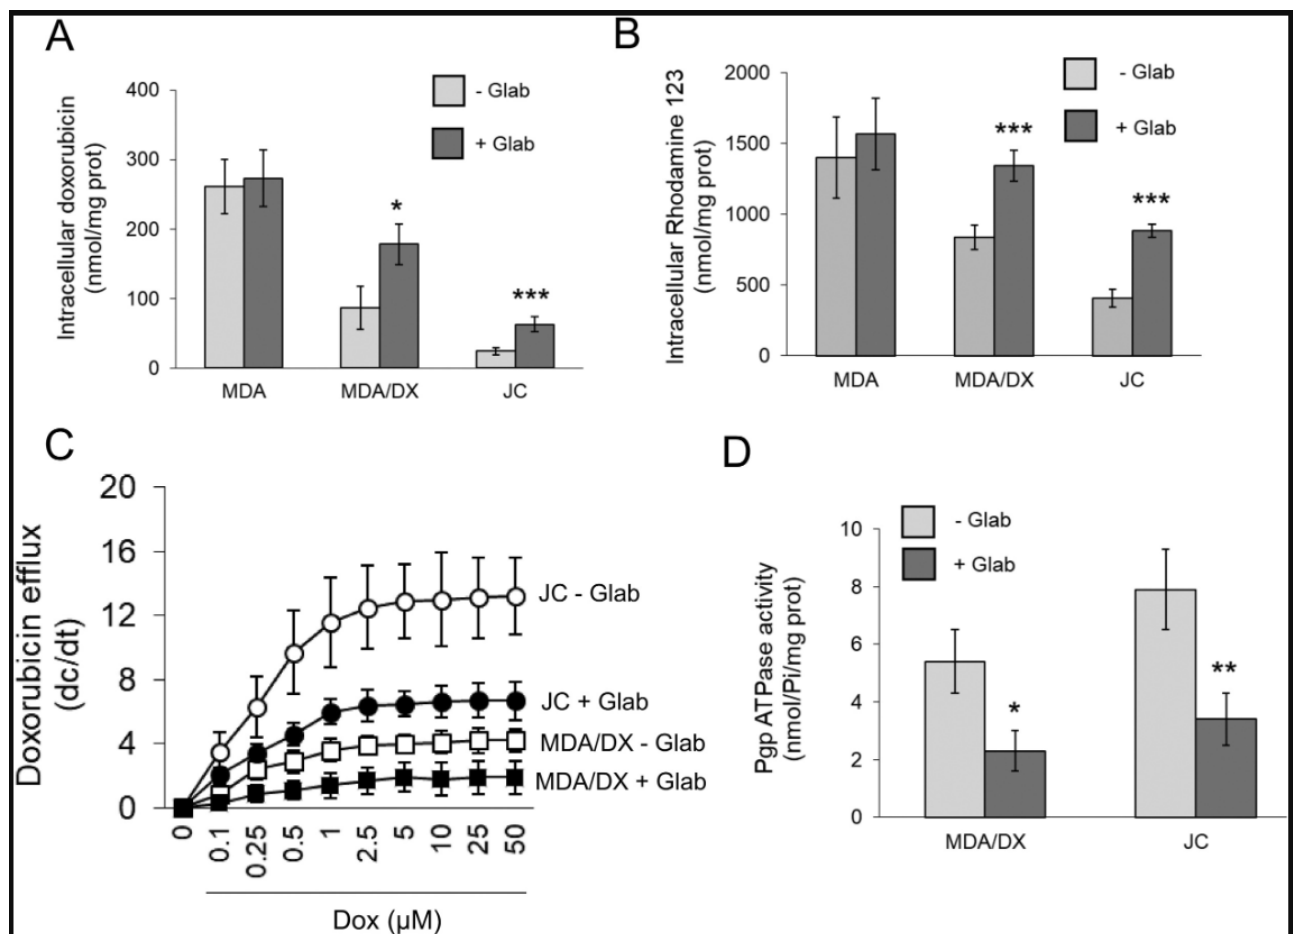 A
Intracellular doxorubicin
(nmol/mg prot)
400
300
200
100
0
- Glab
+ Glab
*
***
MDA
MDA/DX
JC
B
Intracellular Rhodamine 123
(nmol/mg prot)
2000
1500
1000
500
0
- Glab
+ Glab
***
***
MDA
MDA/DX
JC
C
Doxorubicin efflux
(dc/dt)
20
16
12
8
4
0
JC - Glab
JC + Glab
MDA/DX - Glab
MDA/DX + Glab
0
0.1
0.25
0.5
1
2.5
5
10
25
50
Dox (µM)
D
Pgp ATPase activity
(nmol/Pi/mg prot)
10
8
6
4
2
0
- Glab
+ Glab
*
**
MDA/DX
JC